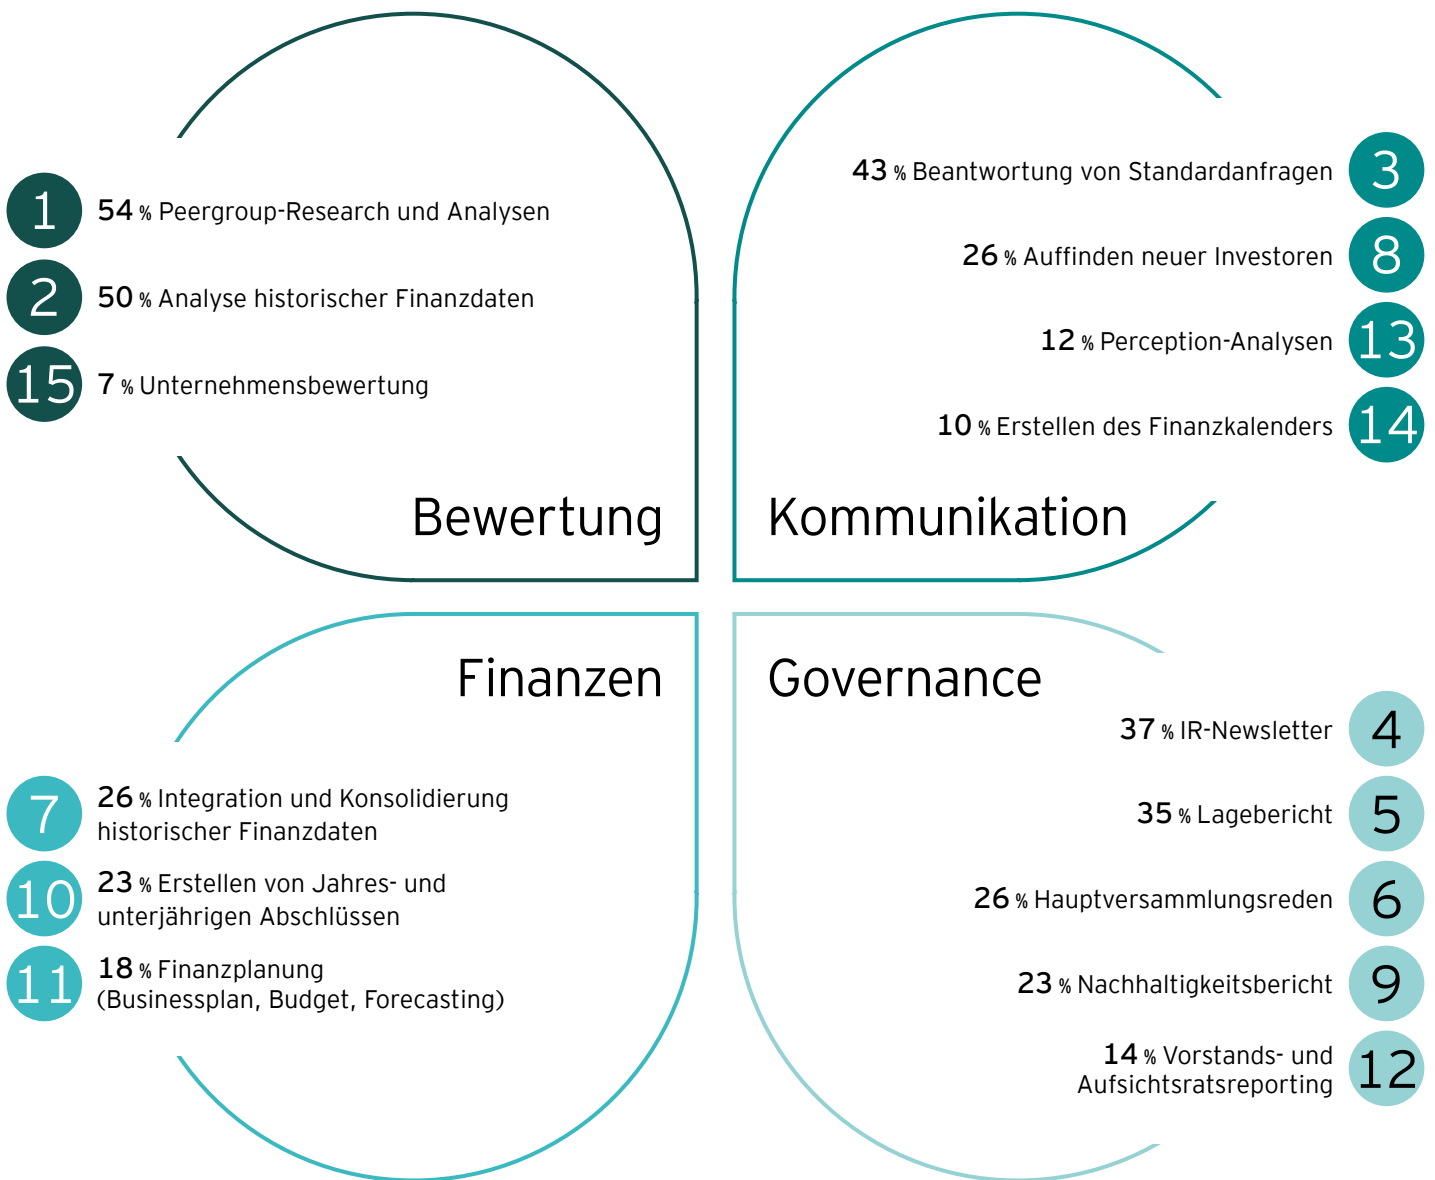 1
54 % Peergroup-Research und Analysen
2
50 % Analyse historischer Finanzdaten
15
7 % Unternehmensbewertung
Bewertung
43 % Beantwortung von Standardanfragen
3
26 % Auffinden neuer Investoren
8
12 % Perception-Analysen
13
10 % Erstellen des Finanzkalenders
14
Kommunikation
Finanzen
7
26 % Integration und Konsolidierung
historischer Finanzdaten
10
23 % Erstellen von Jahres- und
unterjährigen Abschlüssen
11
18 % Finanzplanung
(Businessplan, Budget, Forecasting)
Governance
37 % IR-Newsletter
4
35 % Lagebericht
5
26 % Hauptversammlungsreden
6
23 % Nachhaltigkeitsbericht
9
14 % Vorstands- und
Aufsichtsratsreporting
12